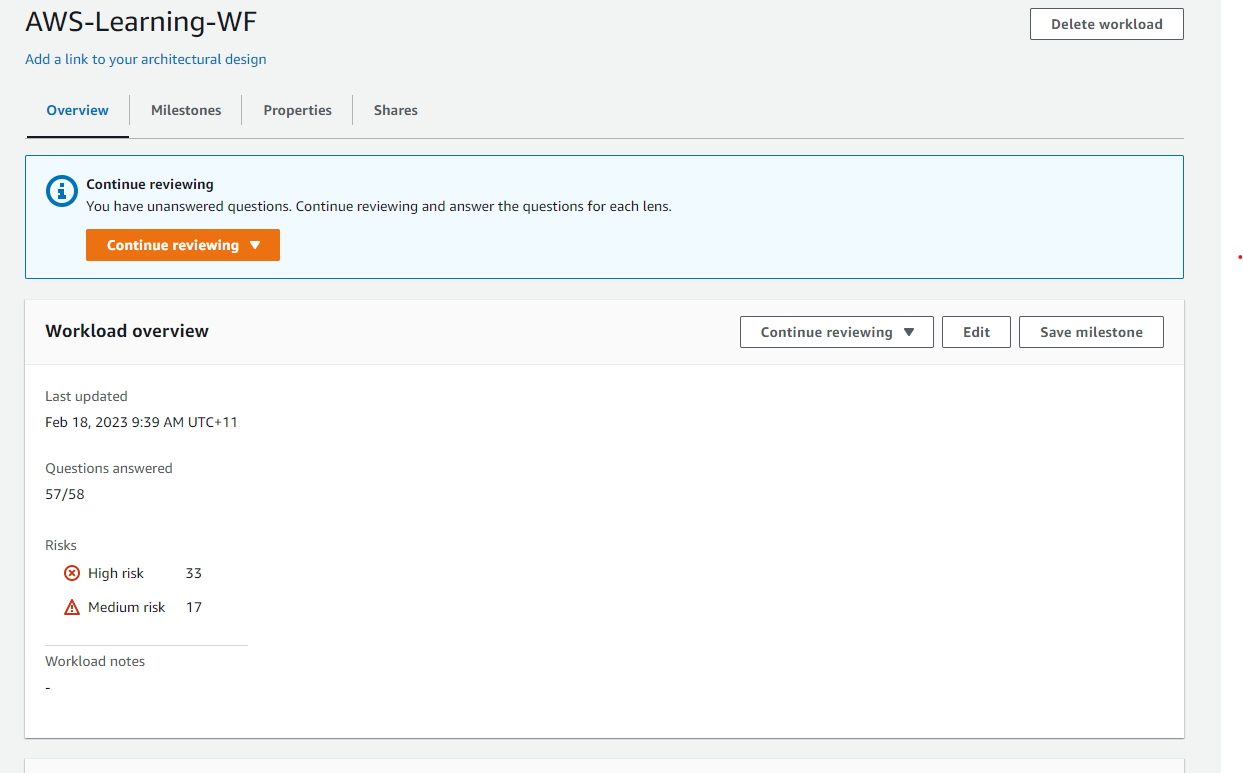 AWS-Learning-WF
Delete workload
Add a link to your architectural design
Overview
Milestones
Properties
Shares
Continue reviewing
You have unanswered questions. Continue reviewing and answer the questions for each lens.
Continue reviewing
Workload overview
Continue reviewing
Edit
Save milestone
Last updated
Feb 18, 2023 9:39 AM UTC+11
Questions answered
57/58
Risks
High risk 33
Medium risk 17
Workload notes
-